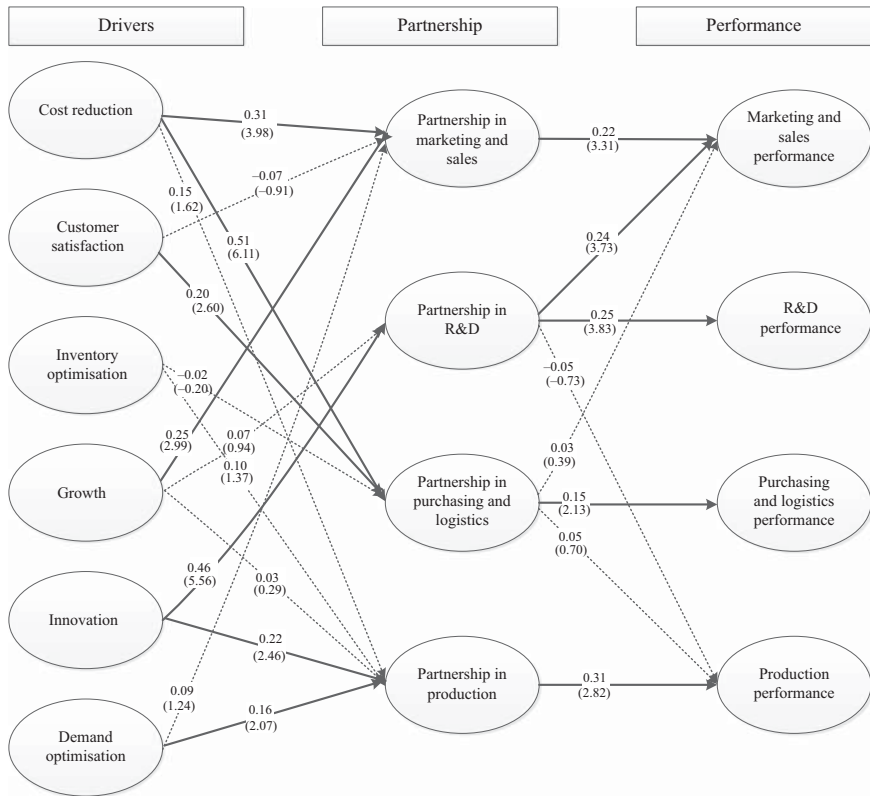 Drivers
Partnership
Performance
Cost reduction
Customer
satisfaction
Inventory
optimisation
Growth
Innovation
Demand
optimisation
Partnership in
marketing and
sales
Partnership in
R&D
Partnership in
purchasing and
logistics
Partnership in
production
Marketing and
sales
performance
R&D
performance
Purchasing
and logistics
performance
Production
performance
0.31
(3.98)
0.15
(1.62)
−0.07
(−0.91)
0.51
(6.11)
0.20
(2.60)
−0.02
(−0.20)
0.25
(2.99)
0.07
(0.94)
0.10
(1.37)
0.46
(5.56)
0.03
(0.29)
0.22
(2.46)
0.09
(1.24)
0.16
(2.07)
0.22
(3.31)
0.24
(3.73)
0.25
(3.83)
−0.05
(−0.73)
0.03
(0.39)
0.15
(2.13)
0.05
(0.70)
0.31
(2.82)